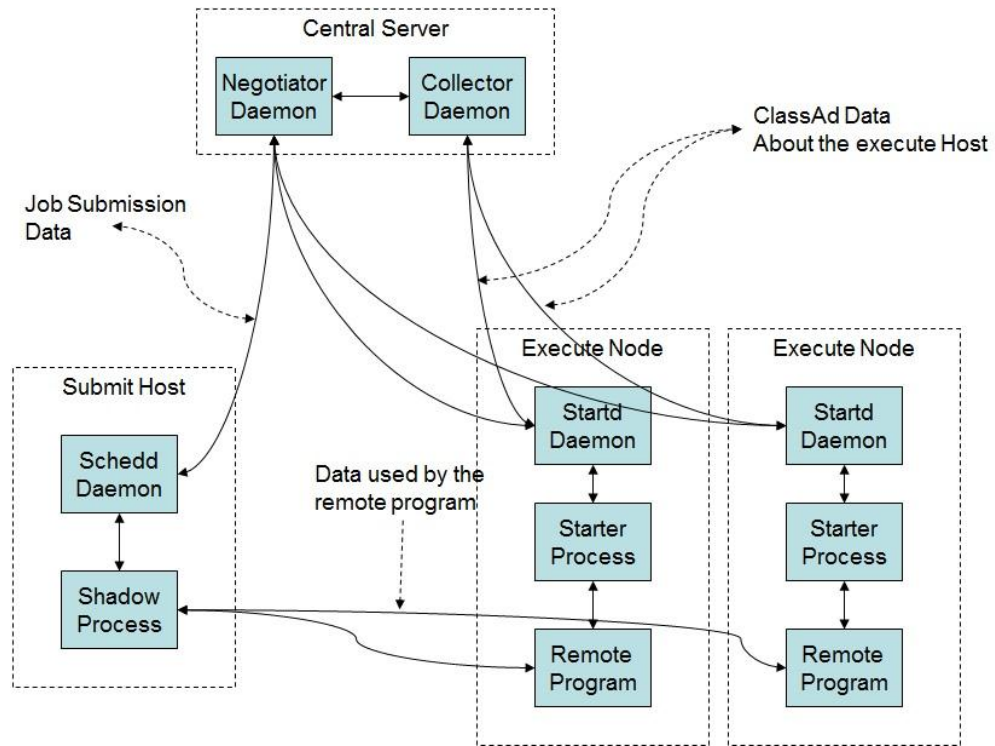 Central Server
Negotiator
Daemon
Collector
Daemon
ClassAd Data
About the execute Host
Job Submission
Data
Submit Host
Schedd
Daemon
Shadow
Process
Data used by the
remote program
Execute Node
Startd
Daemon
Starter
Process
Remote
Program
Execute Node
Startd
Daemon
Starter
Process
Remote
Program